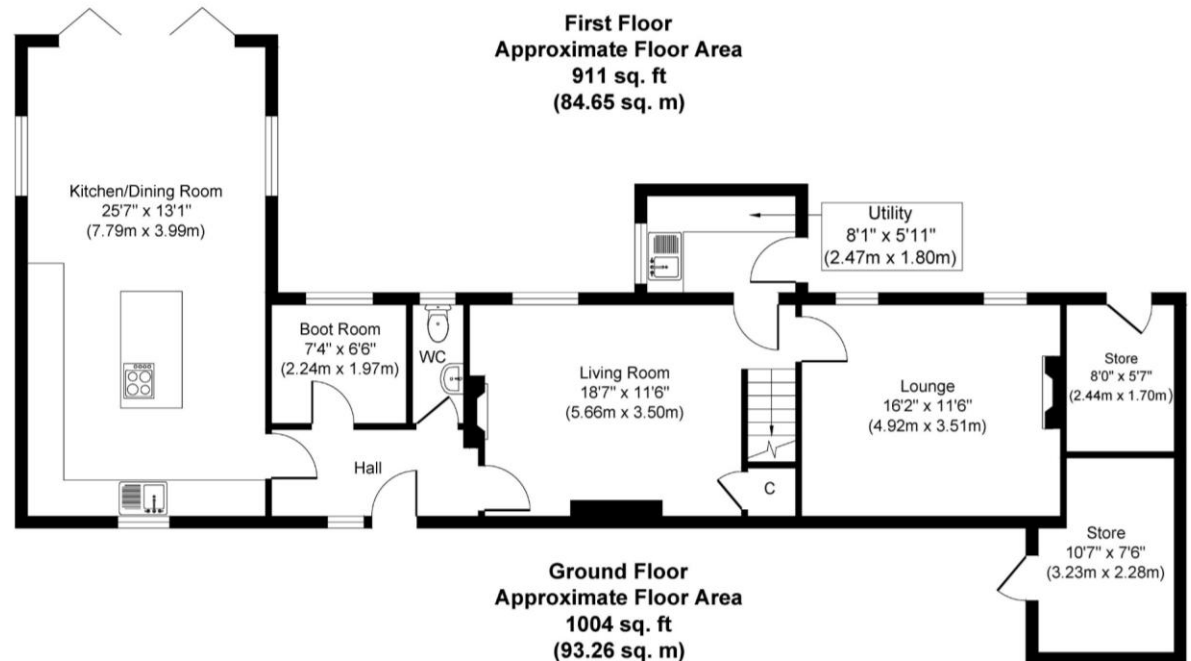 First Floor
Approximate Floor Area
911 sq. ft
(84.65 sq. m)
Kitchen/Dining Room
25'7" x 13'1"
(7.79m x 3.99m)
Utility
8'1" x 5'11"
(2.47m x 1.80m)
Boot Room
7'4" x 6'6"
(2.24m x 1.97m)
WC
Living Room
18'7" x 11'6"
(5.66m x 3.50m)
Lounge
16'2" x 11'6"
(4.92m x 3.51m)
Store
8'0" x 5'7"
(2.44m x 1.70m)
Hall
C
Store
10'7" x 7'6"
(3.23m x 2.28m)
Ground Floor
Approximate Floor Area
1004 sq. ft
(93.26 sq. m)